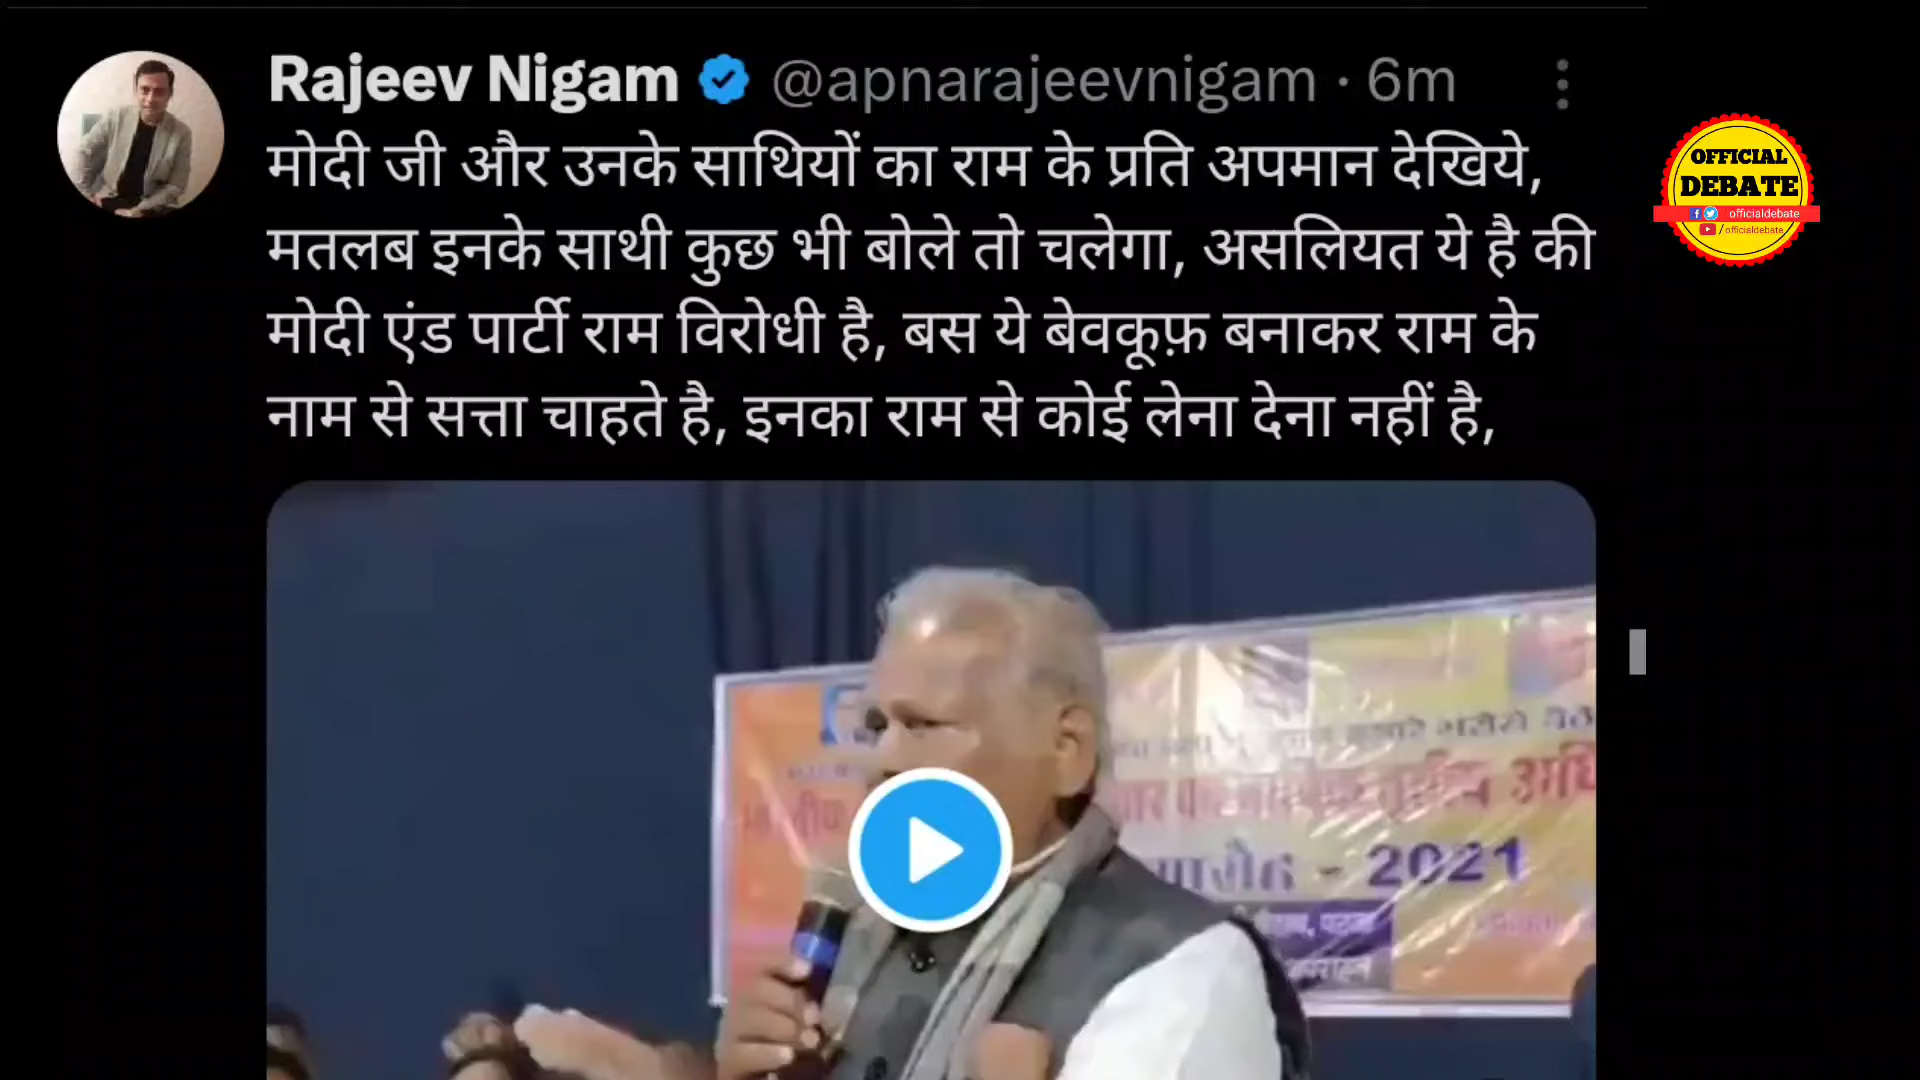 Rajeev Nigam @apnarajeevnigam · 6m
मोदी जी और उनके साथियों का राम के प्रति अपमान देखिये,
मतलब इनके साथी कुछ भी बोले तो चलेगा, असलियत ये है की
मोदी एंड पार्टी राम विरोधी है, बस ये बेवकूफ़ बनाकर राम के
नाम से सत्ता चाहते है, इनका राम से कोई लेना देना नहीं है,
OFFICIAL
DEBATE
officialdebate
/officialdebate
- 2021